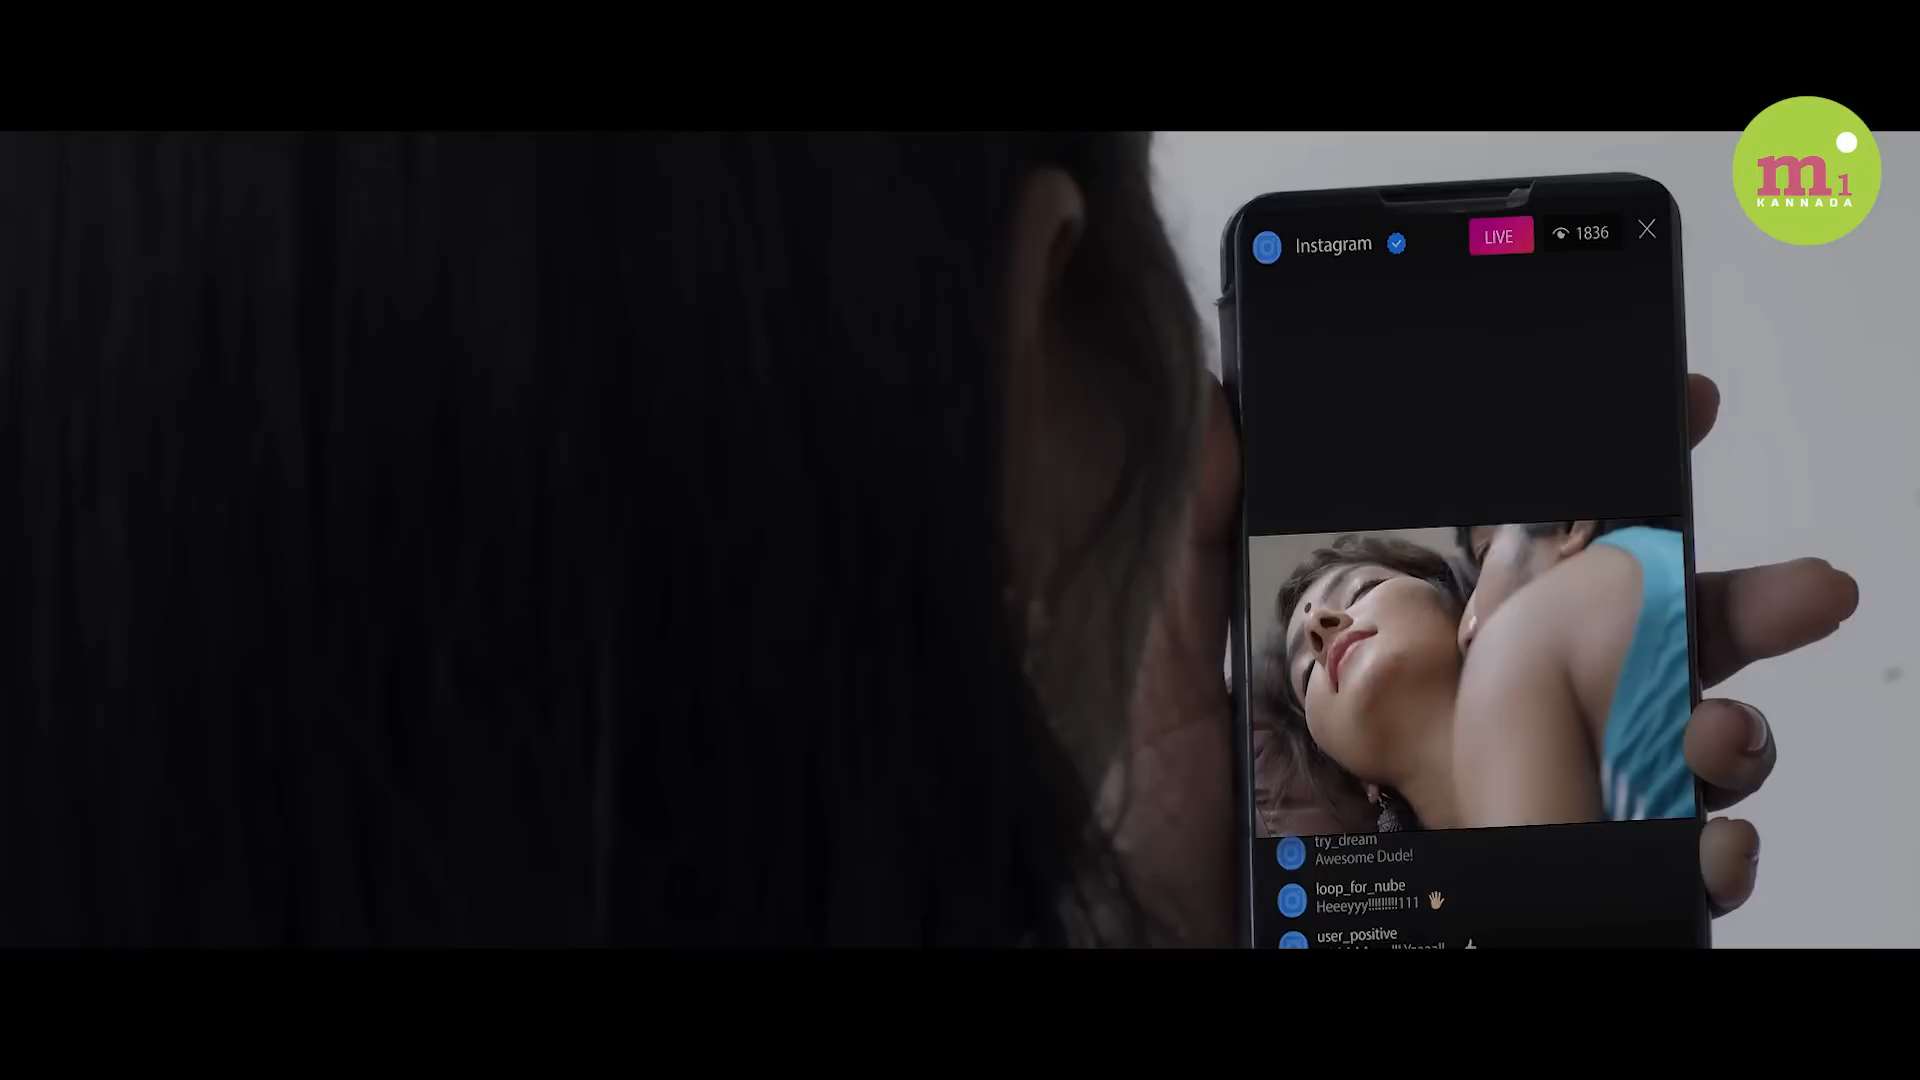 m1
KANNADA
Instagram
LIVE
1836
try_dream
Awesome Dude!
loop_for_nube
Heeeyyy!!!!!!!!!111 👋
user_positive